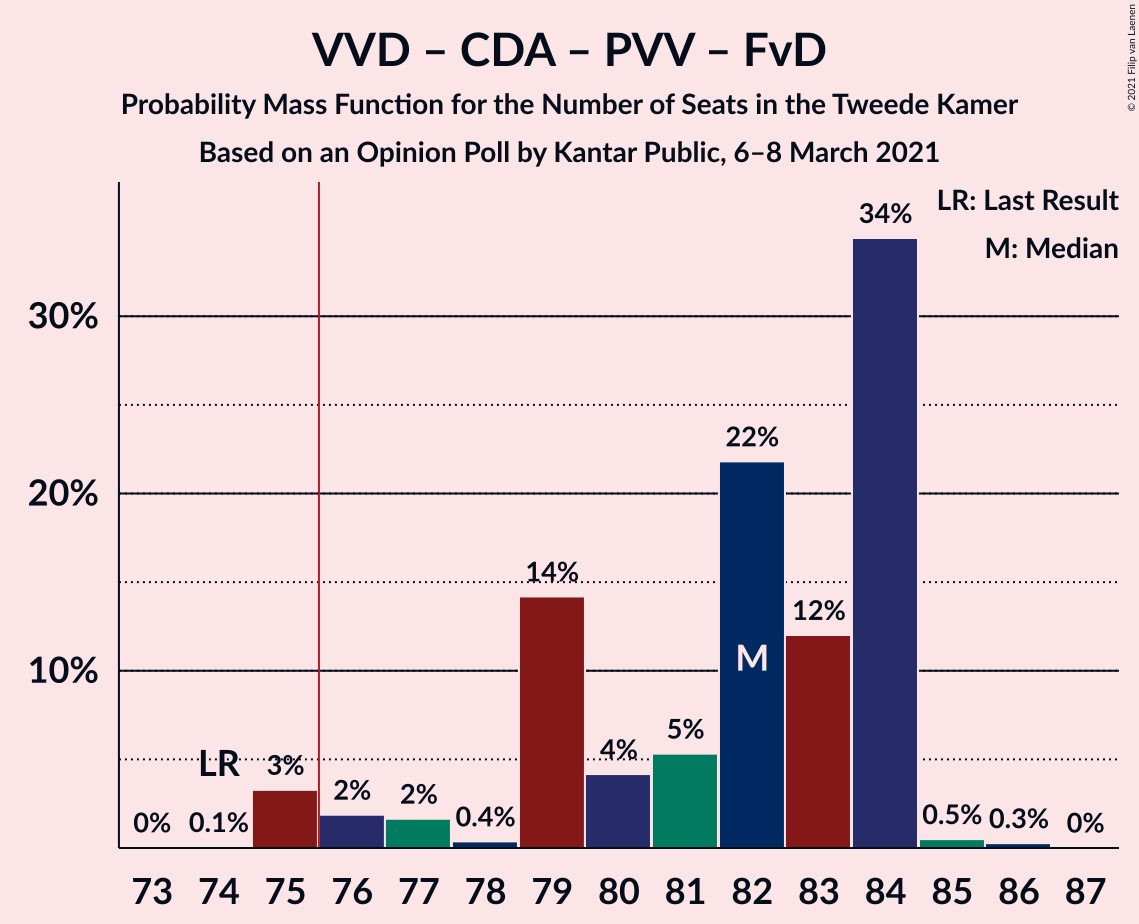 VVD – CDA – PVV – FvD
Probability Mass Function for the Number of Seats in the Tweede Kamer
Based on an Opinion Poll by Kantar Public, 6–8 March 2021
© 2021 Filip van Laenen
LR: Last Result
M: Median
34%
30%
22%
20%
14%
12%
M
10%
5%
4%
LR
3%
2%
2%
0.5%
0.4%
0.3%
0%
0.1%
0%
73 74 75 76 77 78 79 80 81 82 83 84 85 86 87